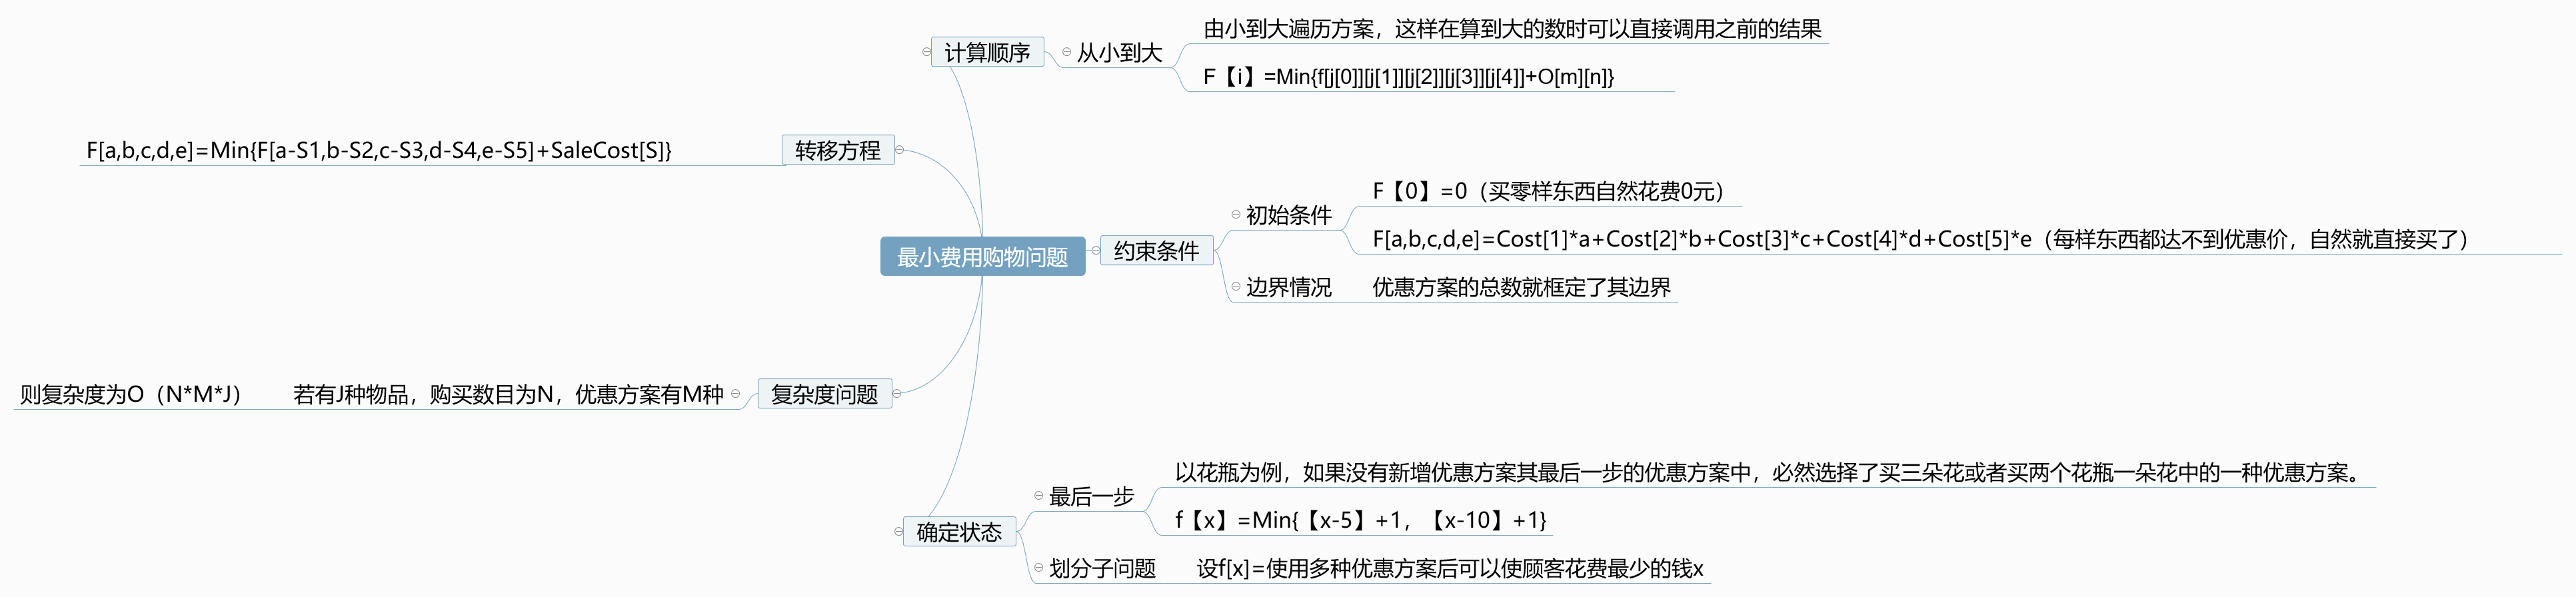 最小费用购物问题
计算顺序
从小到大
由小到大遍历方案，这样在算到大的数时可以直接调用之前的结果
F【i】=Min{f[j[0]][j[1]][j[2]][j[3]][j[4]]+O[m][n]}
转移方程
F[a,b,c,d,e]=Min{F[a-S1,b-S2,c-S3,d-S4,e-S5]+SaleCost[S]}
约束条件
初始条件
F【0】=0（买零样东西自然花费0元）
F[a,b,c,d,e]=Cost[1]*a+Cost[2]*b+Cost[3]*c+Cost[4]*d+Cost[5]*e（每样东西都达不到优惠价，自然就直接买了）
边界情况
优惠方案的总数就框定了其边界
复杂度问题
若有J种物品，购买数目为N，优惠方案有M种
则复杂度为O（N*M*J）
确定状态
最后一步
以花瓶为例，如果没有新增优惠方案其最后一步的优惠方案中，必然选择了买三朵花或者买两个花瓶一朵花中的一种优惠方案。
f【x】=Min{【x-5】+1，【x-10】+1}
划分子问题
设f[x]=使用多种优惠方案后可以使顾客花费最少的钱x